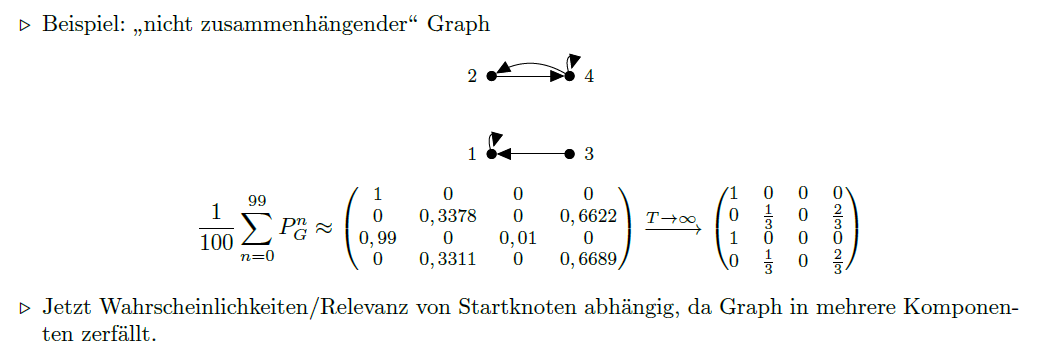 ▷ Beispiel: „nicht zusammenhängender“ Graph
2 4
1 3
$\frac{1}{100} \sum_{n=0}^{99} P_G^n \approx \begin{pmatrix} 1 & 0 & 0 & 0 \\ 0 & 0,3378 & 0 & 0,6622 \\ 0,99 & 0 & 0,01 & 0 \\ 0 & 0,3311 & 0 & 0,6689 \end{pmatrix} \xrightarrow{T \to \infty} \begin{pmatrix} 1 & 0 & 0 & 0 \\ 0 & \frac{1}{3} & 0 & \frac{2}{3} \\ 1 & 0 & 0 & 0 \\ 0 & \frac{1}{3} & 0 & \frac{2}{3} \end{pmatrix}$
▷ Jetzt Wahrscheinlichkeiten/Relevanz von Startknoten abhängig, da Graph in mehrere Komponen-
ten zerfällt.